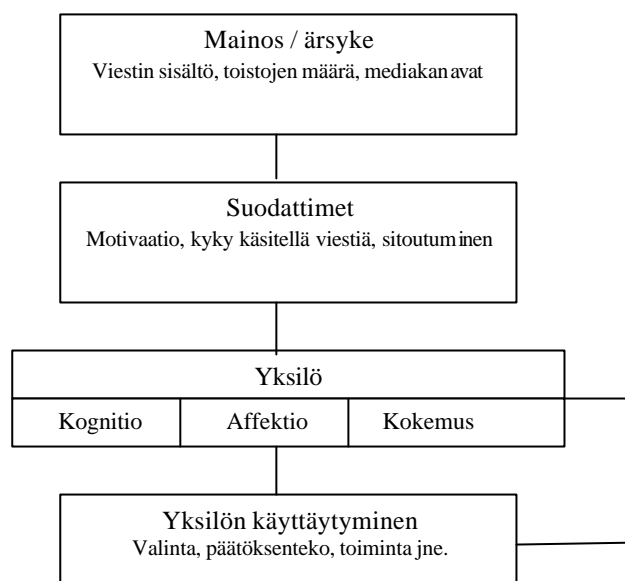 Mainos / ärsyke
Viestin sisältö, toistojen määrä, mediakanavat
Suodattimet
Motivaatio, kyky käsitellä viestiä, sitoutuminen
Yksilö
Kognitio Affektio Kokemus
Yksilön käyttäytyminen
Valinta, päätöksenteko, toiminta jne.